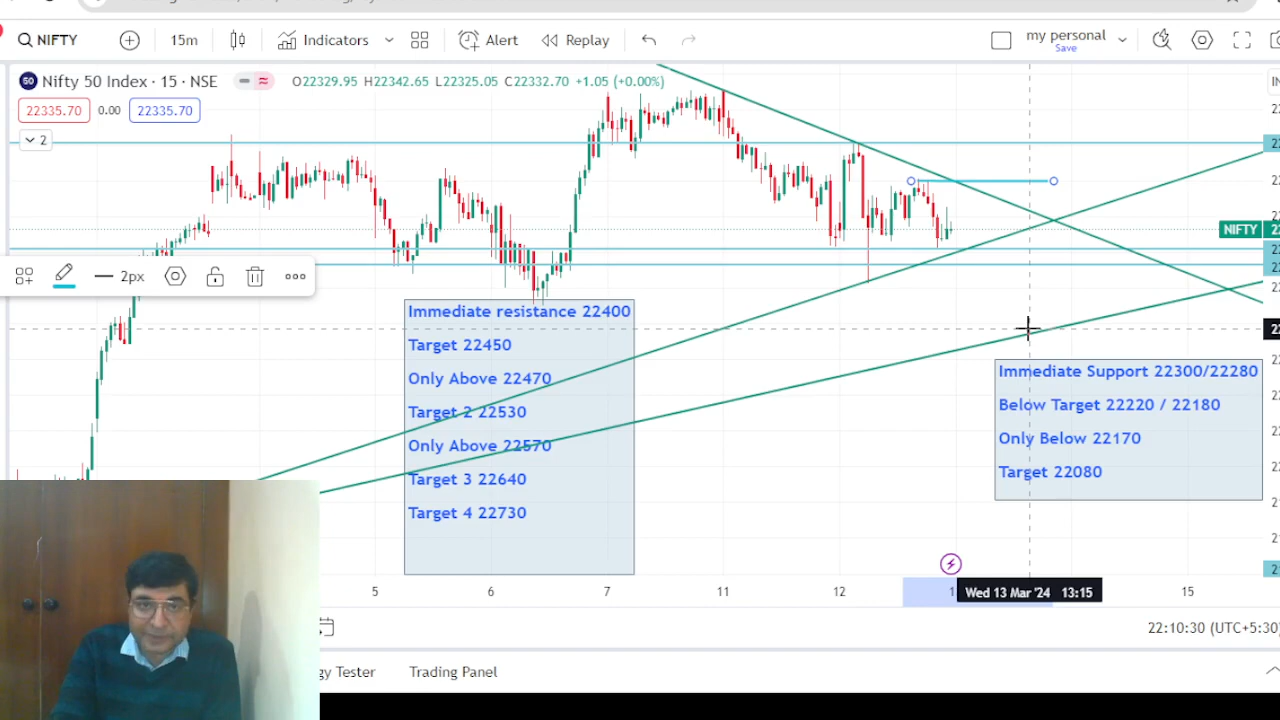 NIFTY
15m
Indicators
Alert
Replay
my personal
Save
50
Nifty 50 Index · 15 · NSE
O22329.95 H22342.65 L22325.05 C22332.70 +1.05 (+0.00%)
22335.70
0.00
22335.70
2
NIFTY
2px
Immediate resistance 22400
Target 22450
Only Above 22470
Target 2 22530
Only Above 22570
Target 3 22640
Target 4 22730
Immediate Support 22300/22280
Below Target 22220 / 22180
Only Below 22170
Target 22080
5
6
7
11
12
Wed 13 Mar '24 13:15
15
22:10:30 (UTC+5:30)
Tester
Trading Panel